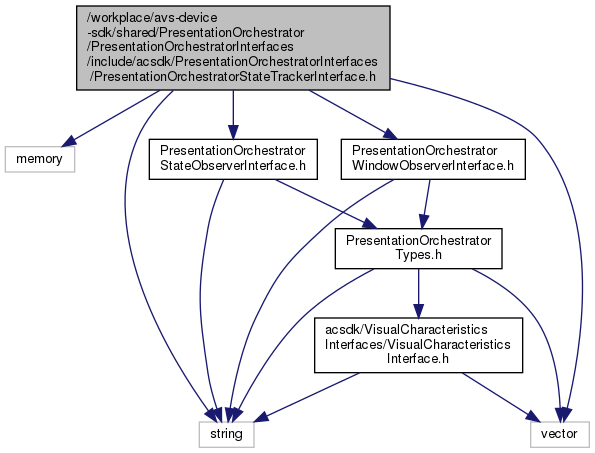 /workplace/avs-device
-sdk/shared/PresentationOrchestrator
/PresentationOrchestratorInterfaces
/include/acsdk/PresentationOrchestratorInterfaces
/PresentationOrchestratorStateTrackerInterface.h
memory
PresentationOrchestrator
StateObserverInterface.h
PresentationOrchestrator
WindowObserverInterface.h
PresentationOrchestrator
Types.h
acsdk/VisualCharacteristics
Interfaces/VisualCharacteristics
Interface.h
string
vector